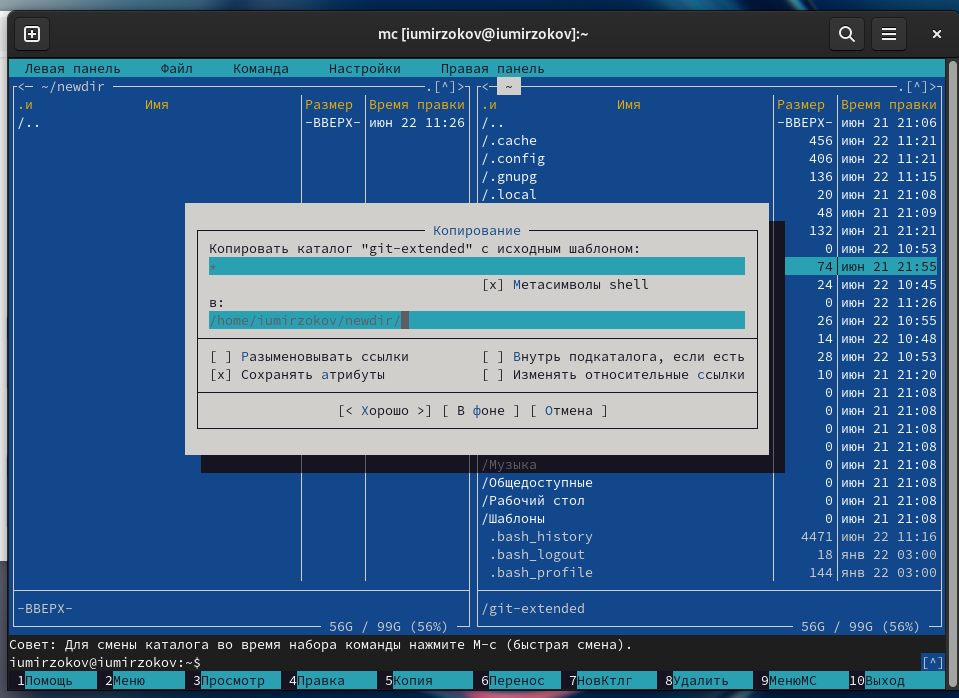 mc [iumirzokov@iumirzokov]:~
Левая панель Файл Команда Настройки Правая панель
<— ~/newdir .[^]> <— ~ .[^]>
.и Имя Размер Время правки .и Имя Размер Время правки
/.. -ВВЕРХ- июн 22 11:26 /.. -ВВЕРХ- июн 21 21:06
/.cache 456 июн 22 11:21
/.config 406 июн 22 11:21
/.gnupg 136 июн 22 11:15
/.local 20 июн 21 21:08
48 июн 21 21:09
Копирование 132 июн 21 21:21
Копировать каталог "git-extended" с исходным шаблоном: 0 июн 22 10:53
* 74 июн 21 21:55
[x] Метасимволы shell 24 июн 22 10:45
в: 0 июн 22 11:26
/home/iumirzokov/newdir/ 26 июн 22 10:55
14 июн 22 10:48
[ ] Разыменовывать ссылки [ ] Внутрь подкаталога, если есть 28 июн 22 10:53
[x] Сохранять атрибуты [ ] Изменять относительные ссылки 10 июн 21 21:20
0 июн 21 21:08
[< Хорошо >] [ В фоне ] [ Отмена ] 0 июн 21 21:08
0 июн 21 21:08
0 июн 21 21:08
/Музыка 0 июн 21 21:08
/Общедоступные 0 июн 21 21:08
/Рабочий стол 0 июн 21 21:08
/Шаблоны 0 июн 21 21:08
.bash_history 4471 июн 22 11:16
.bash_logout 18 янв 22 03:00
.bash_profile 144 янв 22 03:00
-ВВЕРХ- /git-extended
56G / 99G (56%) 56G / 99G (56%)
Совет: Для смены каталога во время набора команды нажмите M-c (быстрая смена).
iumirzokov@iumirzokov:~$ [^]
1Помощь 2Меню 3Просмотр 4Правка 5Копия 6Перенос 7НовКтлг 8Удалить 9МенюMC 10Выход